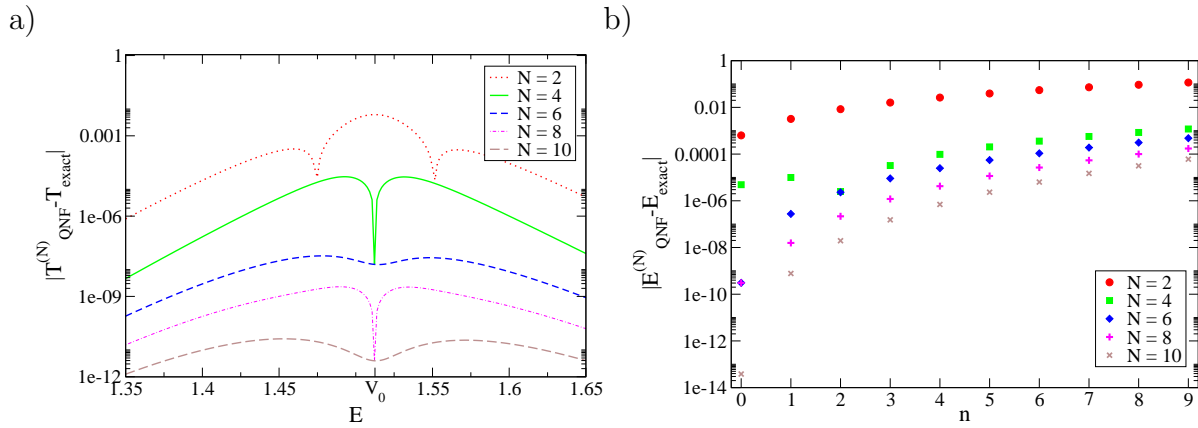 a)
|T^(N)_QNF-T_exact|
1
0.001
1e-06
1e-09
1e-12
1.35
1.4
1.45
V_0
1.55
1.6
1.65
E
N = 2
N = 4
N = 6
N = 8
N = 10
b)
|E^(N)_QNF-E_exact|
1
0.01
0.0001
1e-06
1e-08
1e-10
1e-12
1e-14
0 1 2 3 4 5 6 7 8 9
n
N = 2
N = 4
N = 6
N = 8
N = 10